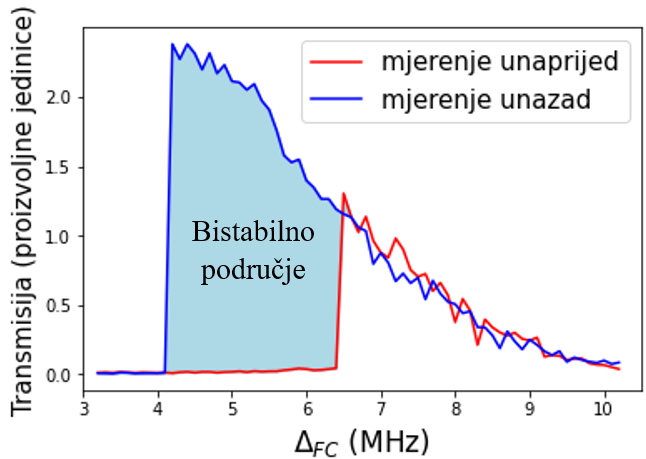 Transmisija (proizvoljne jedinice)
2.0
1.5
1.0
0.5
0.0
mjerenje unaprijed
mjerenje unazad
Bistabilno
područje
3 4 5 6 7 8 9 10
Δ_FC (MHz)